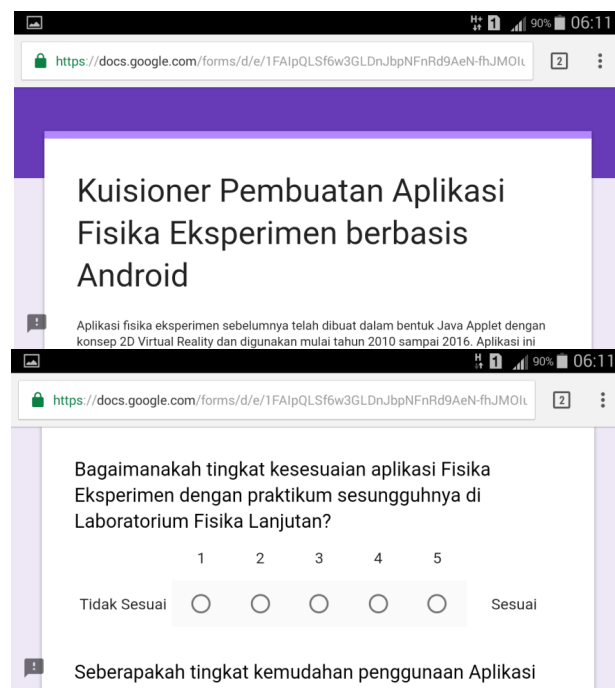 H+ 1 90% 06:11
https://docs.google.com/forms/d/e/1FAIpQLSf6w3GLDnJbpNFnRd9AeN-fhJMOIu 2
Kuisioner Pembuatan Aplikasi
Fisika Eksperimen berbasis
Android
Aplikasi fisika eksperimen sebelumnya telah dibuat dalam bentuk Java Applet dengan
konsep 2D Virtual Reality dan digunakan mulai tahun 2010 sampai 2016. Aplikasi ini
H 1 90% 06:11
https://docs.google.com/forms/d/e/1FAIpQLSf6w3GLDnJbpNFnRd9AeN-fhJMOIu 2
Bagaimanakah tingkat kesesuaian aplikasi Fisika
Eksperimen dengan praktikum sesungguhnya di
Laboratorium Fisika Lanjutan?
1 2 3 4 5
Tidak Sesuai Sesuai
Seberapakah tingkat kemudahan penggunaan Aplikasi